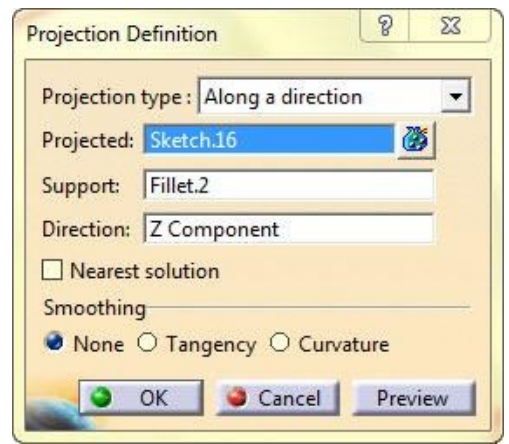 Projection Definition
Projection type : Along a direction
Projected: Sketch.16
Support: Fillet.2
Direction: Z Component
Nearest solution
Smoothing
None Tangency Curvature
OK Cancel Preview